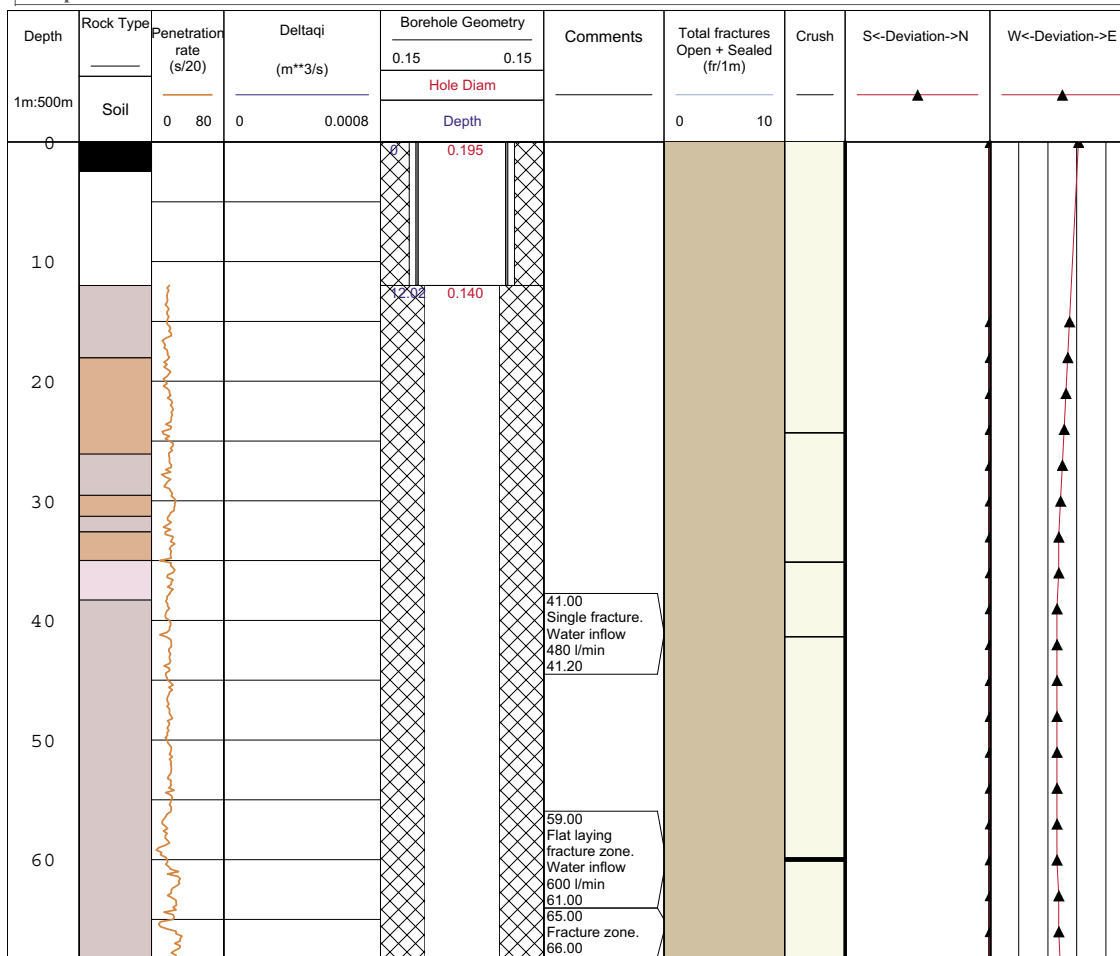 Depth
1m:500m
Rock Type
Soil
Penetration
rate
(s/20)
0 80
Deltaqi
(m**3/s)
0 0.0008
Borehole Geometry
0.15 0.15
Hole Diam
Depth
Comments
Total fractures
Open + Sealed
(fr/1m)
0 10
Crush
S<-Deviation->N
W<-Deviation->E
0
0 0.195
10
12.02 0.140
20
30
41.00
Single fracture.
Water inflow
480 l/min
41.20
40
50
59.00
Flat laying
fracture zone.
Water inflow
600 l/min
61.00
60
65.00
Fracture zone.
66.00